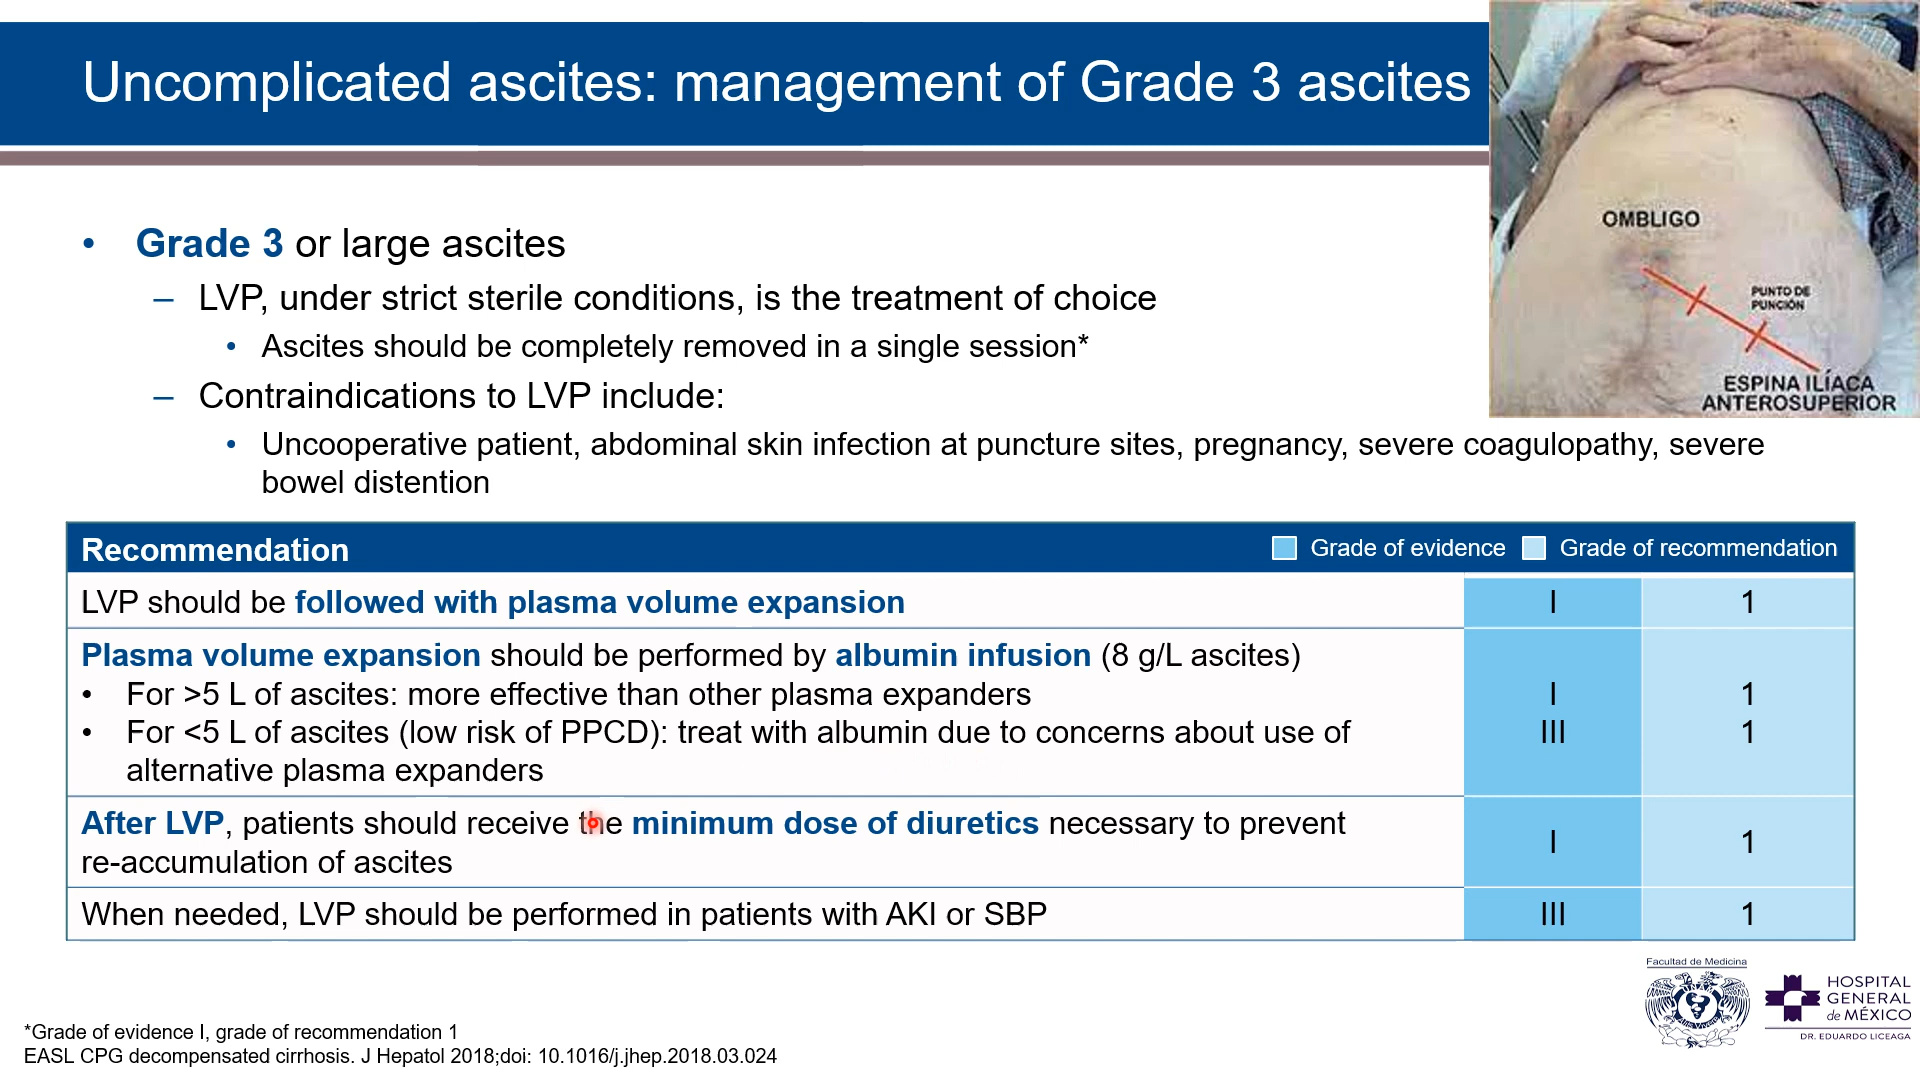 Uncomplicated ascites: management of Grade 3 ascites
OMBLIGO
PUNTO DE
PUNCIÓN
ESPINA ILÍACA
ANTEROSUPERIOR
• Grade 3 or large ascites
– LVP, under strict sterile conditions, is the treatment of choice
• Ascites should be completely removed in a single session*
– Contraindications to LVP include:
• Uncooperative patient, abdominal skin infection at puncture sites, pregnancy, severe coagulopathy, severe
bowel distention
Recommendation Grade of evidence Grade of recommendation
LVP should be followed with plasma volume expansion I 1
Plasma volume expansion should be performed by albumin infusion (8 g/L ascites)
• For >5 L of ascites: more effective than other plasma expanders I 1
• For <5 L of ascites (low risk of PPCD): treat with albumin due to concerns about use of III 1
alternative plasma expanders
After LVP, patients should receive the minimum dose of diuretics necessary to prevent
re-accumulation of ascites I 1
When needed, LVP should be performed in patients with AKI or SBP III 1
Facultad de Medicina
HOSPITAL
GENERAL
de MÉXICO
DR. EDUARDO LICEAGA
*Grade of evidence I, grade of recommendation 1
EASL CPG decompensated cirrhosis. J Hepatol 2018;doi: 10.1016/j.jhep.2018.03.024